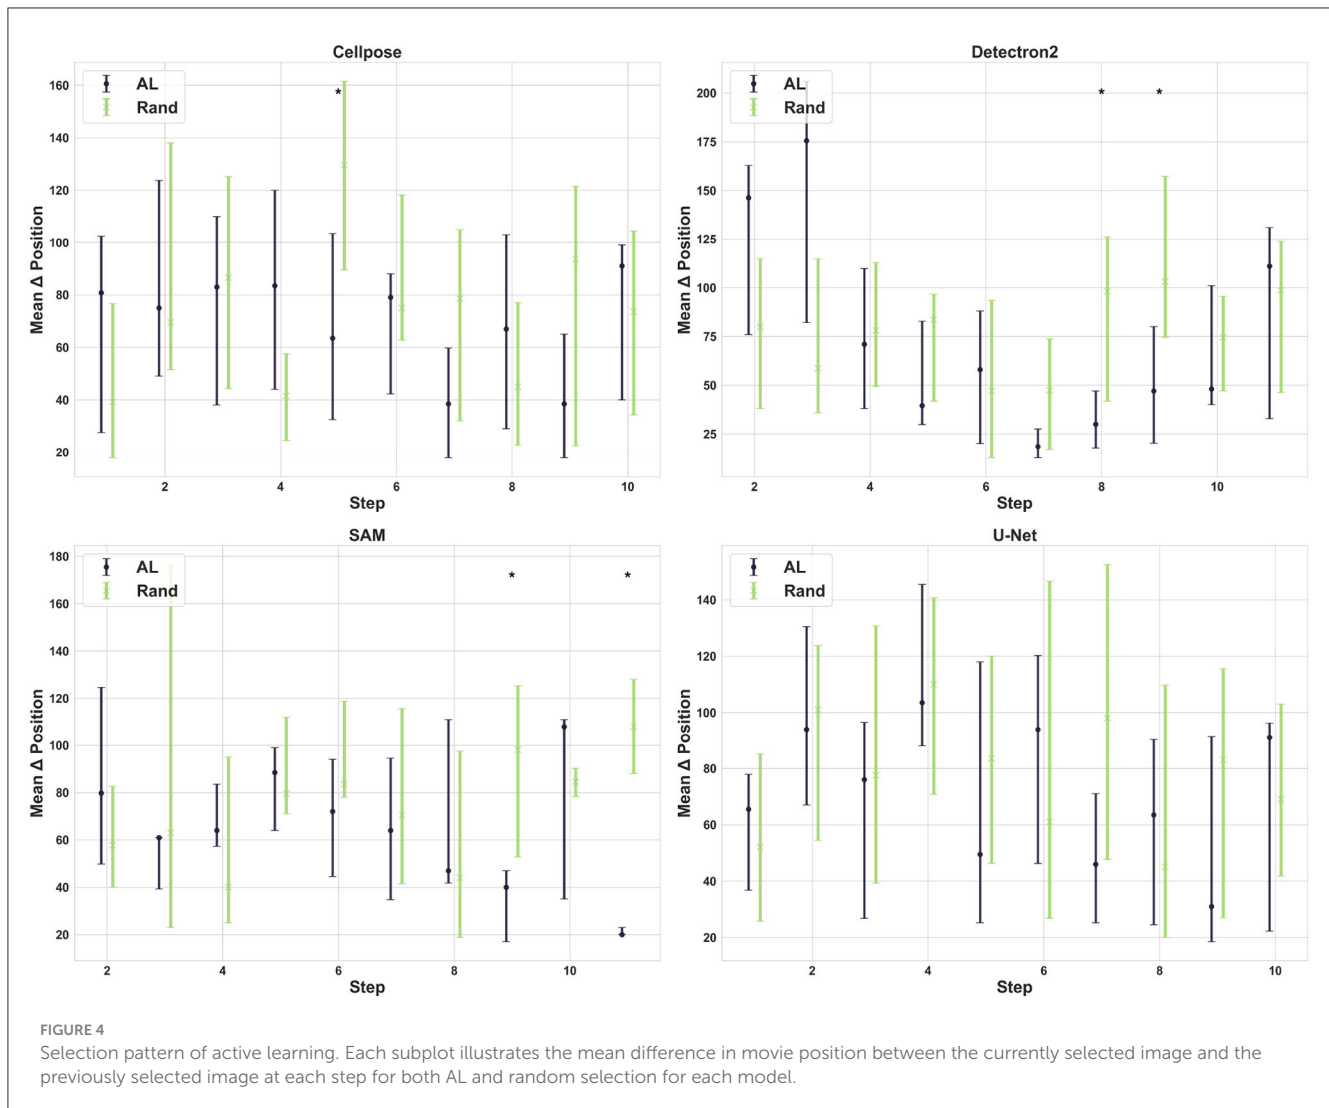 Cellpose
AL
Rand
160
140
120
100
80
60
40
20
Mean Δ Position
*
2
4
6
8
10
Step
Detectron2
AL
Rand
200
175
150
125
100
75
50
25
Mean Δ Position
*
*
2
4
6
8
10
Step
SAM
AL
Rand
180
160
140
120
100
80
60
40
20
Mean Δ Position
*
*
2
4
6
8
10
Step
U-Net
AL
Rand
140
120
100
80
60
40
20
Mean Δ Position
2
4
6
8
10
Step
FIGURE 4
Selection pattern of active learning. Each subplot illustrates the mean difference in movie position between the currently selected image and the
previously selected image at each step for both AL and random selection for each model.